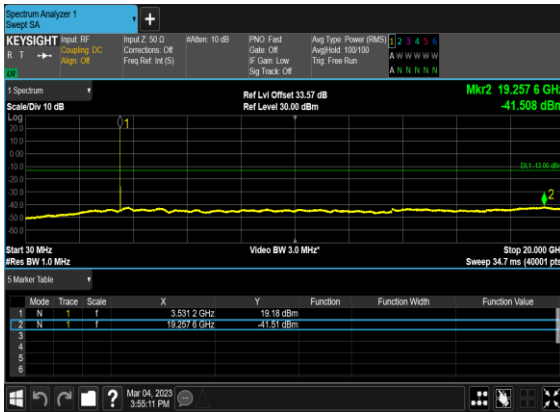 Spectrum Analyzer 1
Swept SA
KEYSIGHT
R T
Input: RF
Coupling: DC
Align: Off
Input Z: 50 Ω
Corrections: Off
Freq Ref: Int (S)
#Atten: 10 dB
PNO: Fast
Gate: Off
IF Gain: Low
Sig Track: Off
Avg Type: Power (RMS)
Avg|Hold: 100/100
Trig: Free Run
1 2 3 4 5 6
A W W W W W
A N N N N N
1 Spectrum
Scale/Div 10 dB
Ref Lvl Offset 33.57 dB
Ref Level 30.00 dBm
Mkr2 19.257 6 GHz
-41.508 dBm
Log
20.0
10.0
0.00
-10.0
-20.0
-30.0
-40.0
-50.0
-60.0
1
DL1 -13.00 dBm
2
Start 30 MHz
#Res BW 1.0 MHz
Video BW 3.0 MHz*
Stop 20.000 GHz
Sweep 34.7 ms (40001 pts)
5 Marker Table
Mode Trace Scale X Y Function Function Width Function Value
1 N 1 f 3.531 2 GHz 19.18 dBm
2 N 1 f 19.257 6 GHz -41.51 dBm
3
4
5
6
?
Mar 04, 2023
3:55:11 PM